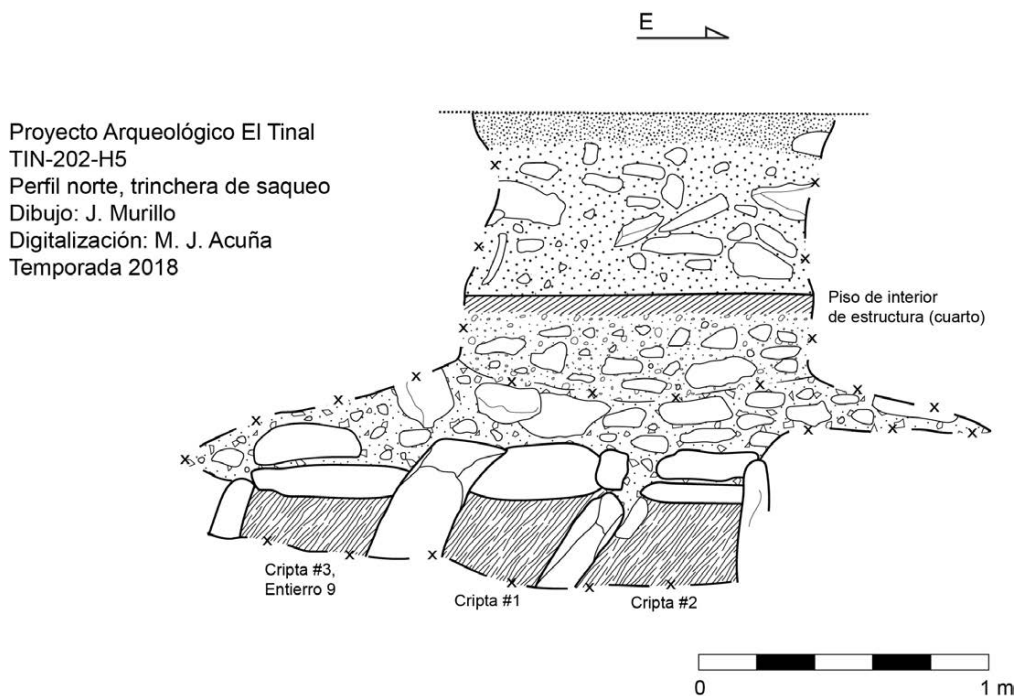 E
Proyecto Arqueológico El Tinal
TIN-202-H5
Perfil norte, trinchera de saqueo
Dibujo: J. Murillo
Digitalización: M. J. Acuña
Temporada 2018
Piso de interior
de estructura (cuarto)
Cripta #3,
Entierro 9
Cripta #1
Cripta #2
0 1 m